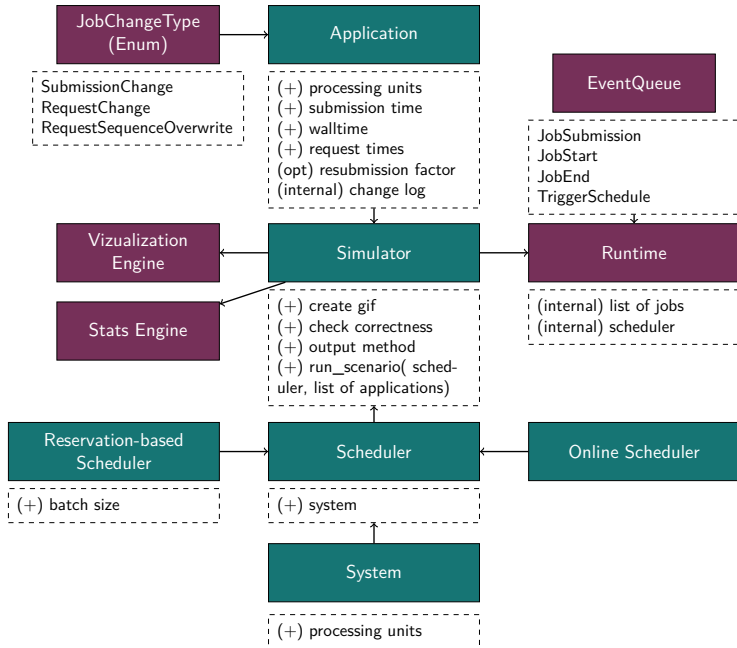 JobChangeType
(Enum)
Application
SubmissionChange
RequestChange
RequestSequenceOverwrite
(+) processing units
(+) submission time
(+) walltime
(+) request times
(opt) resubmission factor
(internal) change log
EventQueue
JobSubmission
JobStart
JobEnd
TriggerSchedule
Vizualization
Engine
Simulator
Runtime
Stats Engine
(+) create gif
(+) check correctness
(+) output method
(+) run_scenario( sched-
uler, list of applications)
(internal) list of jobs
(internal) scheduler
Reservation-based
Scheduler
Scheduler
Online Scheduler
(+) batch size
(+) system
System
(+) processing units